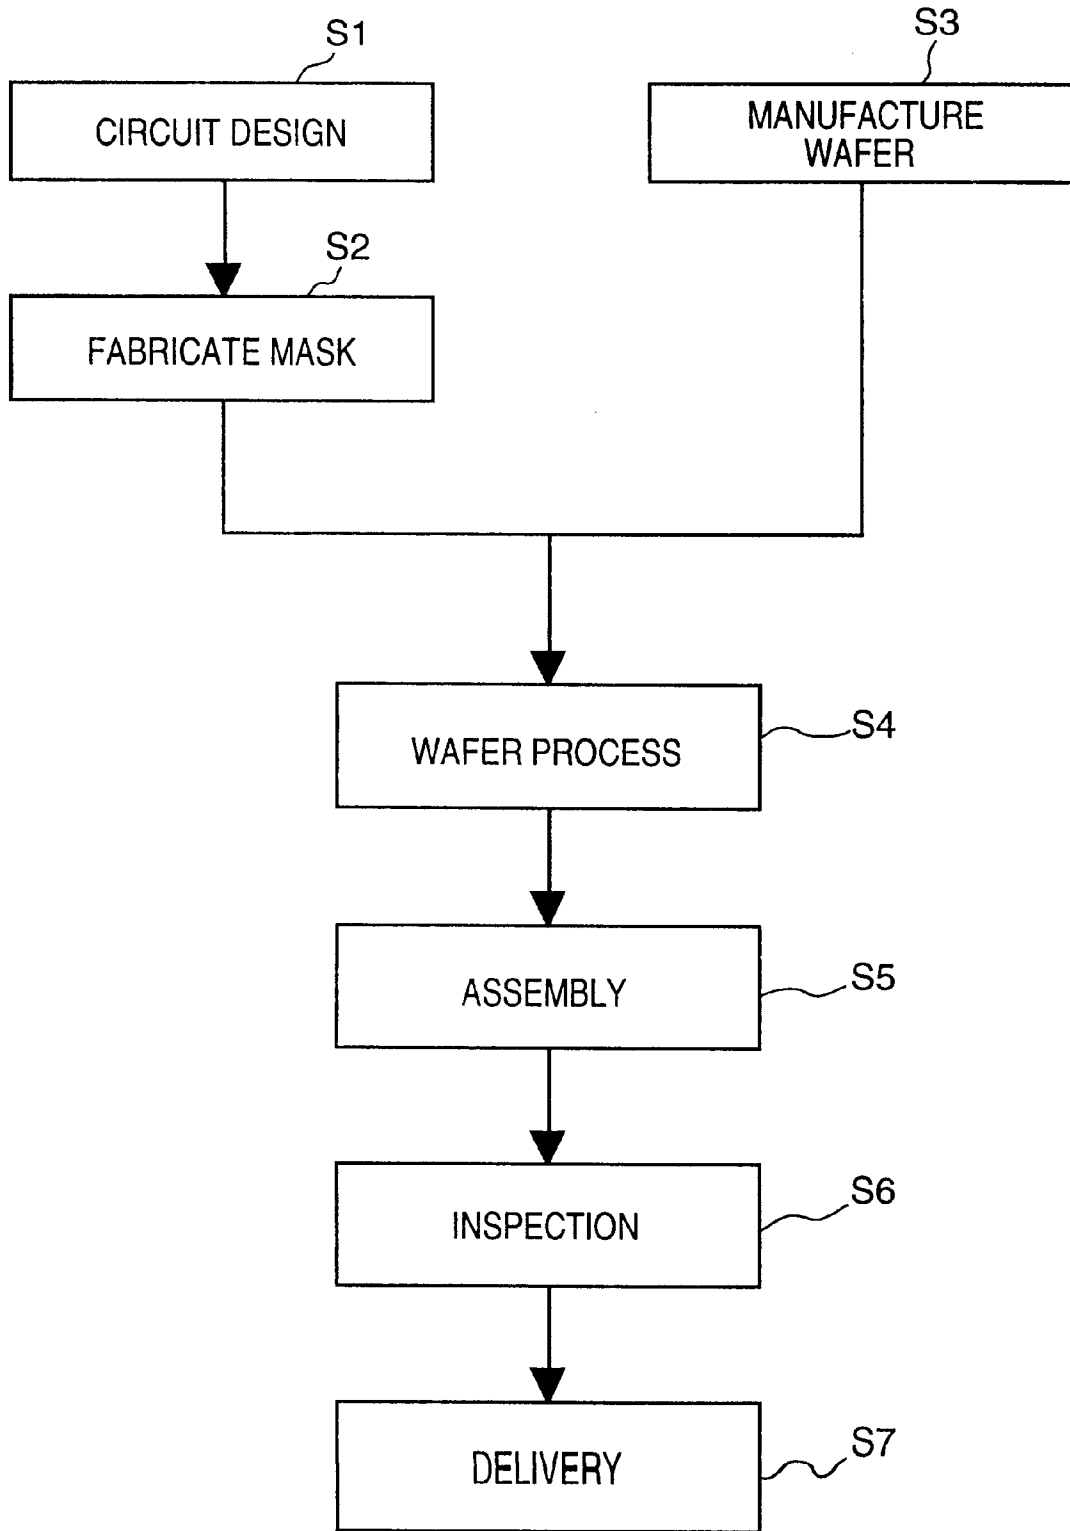 S1
CIRCUIT DESIGN
S3
MANUFACTURE
WAFER
S2
FABRICATE MASK
S4
WAFER PROCESS
S5
ASSEMBLY
S6
INSPECTION
S7
DELIVERY